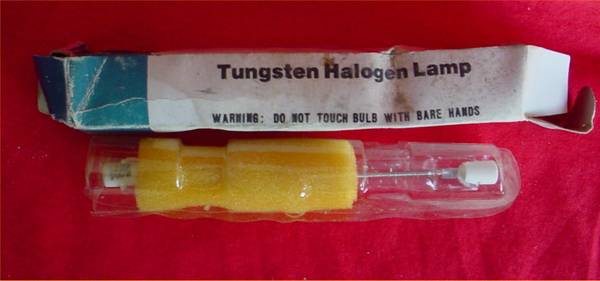 Tungsten Halogen Lamp
WARNING: DO NOT TOUCH BULB WITH BARE HANDS